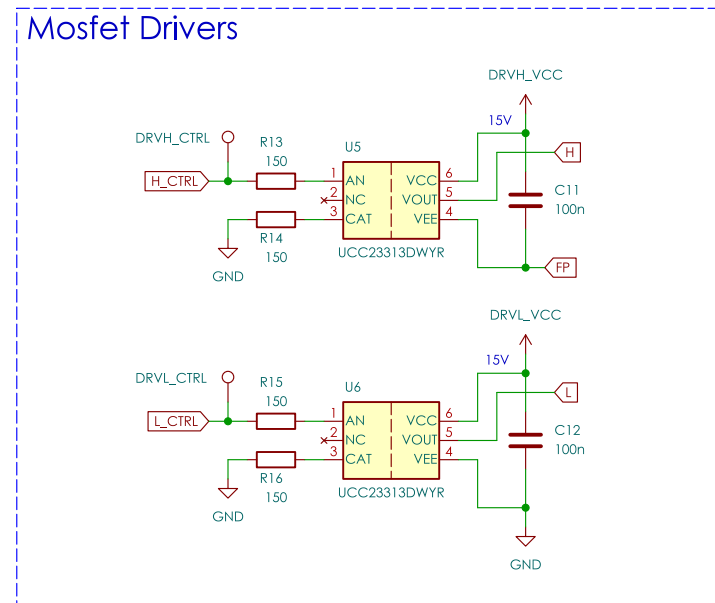 Mosfet Drivers
DRVH_VCC
15V
DRVH_CTRL
R13
150
U5
H_CTRL
1
AN
VCC
6
H
2
NC
VOUT
5
3
CAT
VEE
4
C11
100n
R14
150
UCC23313DWYR
GND
FP
DRVL_VCC
15V
DRVL_CTRL
R15
150
U6
L_CTRL
1
AN
VCC
6
L
2
NC
VOUT
5
3
CAT
VEE
4
C12
100n
R16
150
UCC23313DWYR
GND
GND